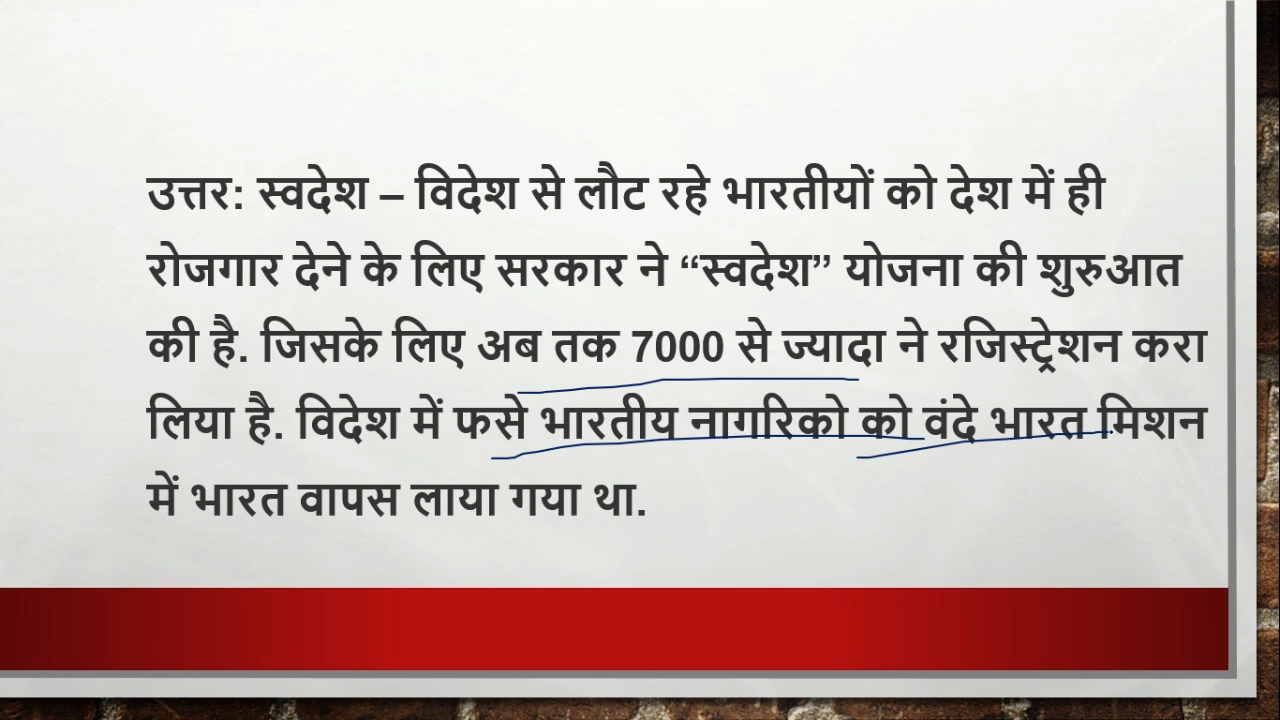 उत्तर: स्वदेश – विदेश से लौट रहे भारतीयों को देश में ही
रोजगार देने के लिए सरकार ने “स्वदेश” योजना की शुरुआत
की है. जिसके लिए अब तक 7000 से ज्यादा ने रजिस्ट्रेशन करा
लिया है. विदेश में फसे भारतीय नागरिको को वंदे भारत मिशन
में भारत वापस लाया गया था.